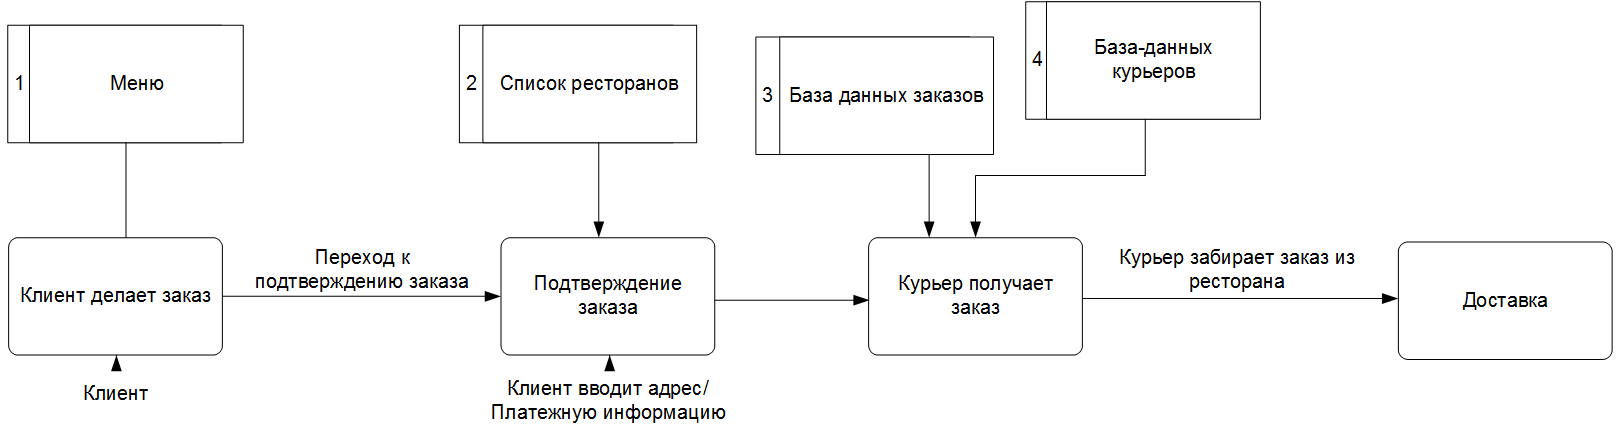 1
Меню
2
Список ресторанов
3
База данных заказов
4
База-данных
курьеров
Клиент делает заказ
Переход к
подтверждению заказа
Подтверждение
заказа
Курьер получает
заказ
Курьер забирает заказ из
ресторана
Доставка
Клиент
Клиент вводит адрес/
Платежную информацию